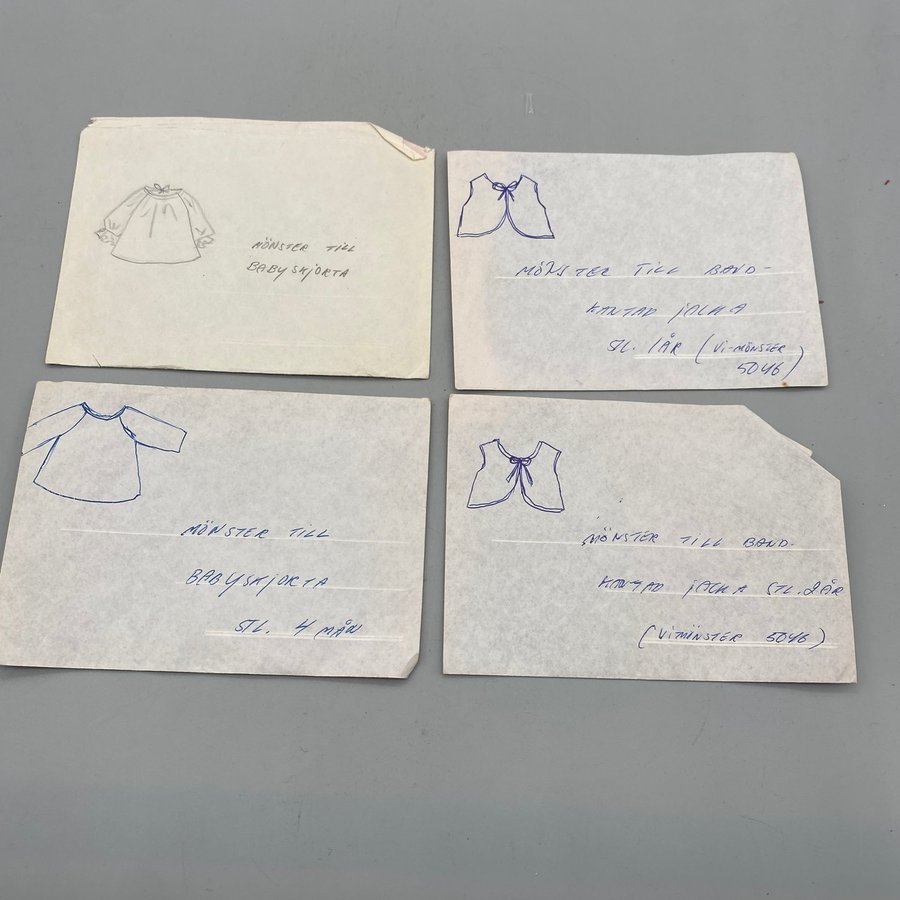 MÖNSTER TILL
BABYSKJORTA
MÖNSTER TILL BAND-
KANTAD JACKA
STL. 1ÅR (VI-MÖNSTER
5046)
MÖNSTER TILL
BABYSKJORTA
STL. 4 MÅN
MÖNSTER TILL BAND-
KANTAD JACKA STL. 2ÅR
(VIMÖNSTER 5046)